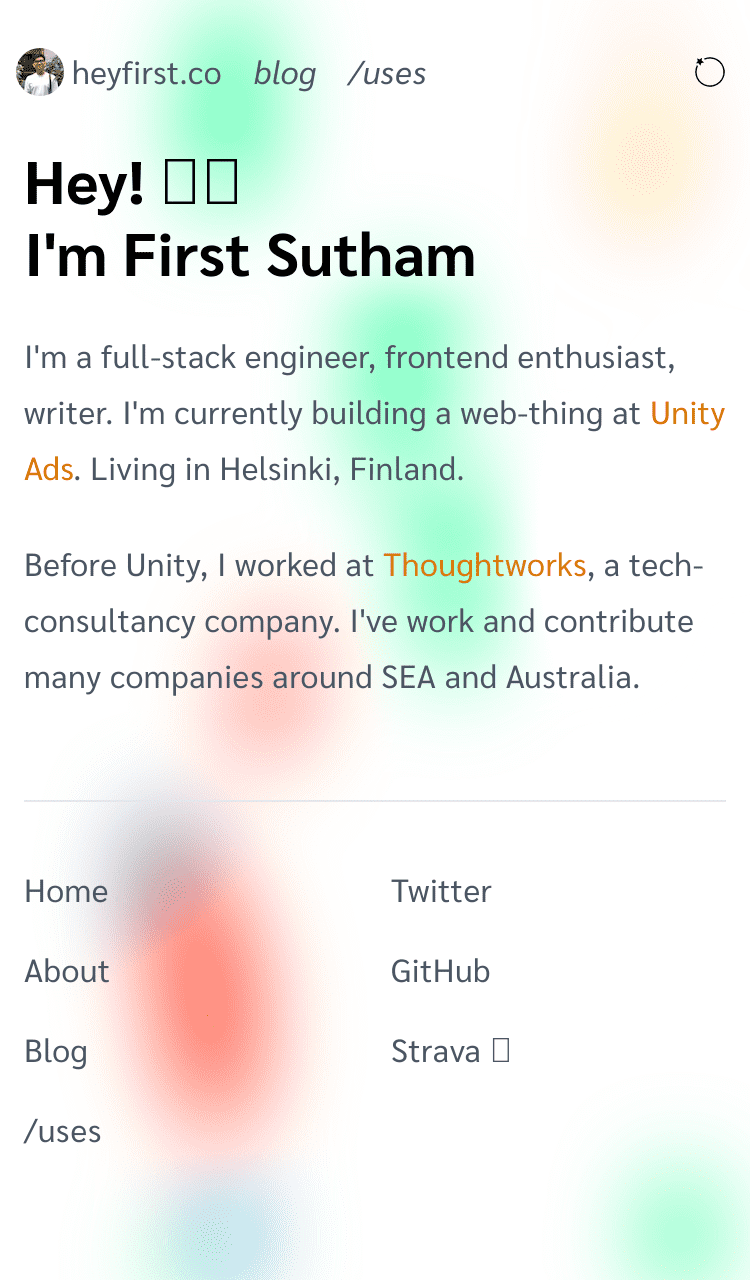 heyfirst.co blog /uses
Hey! 
I'm First Sutham
I'm a full-stack engineer, frontend enthusiast,
writer. I'm currently building a web-thing at Unity
Ads. Living in Helsinki, Finland.
Before Unity, I worked at Thoughtworks, a tech-
consultancy company. I've work and contribute
many companies around SEA and Australia.
Home
About
Blog
/uses
Twitter
GitHub
Strava